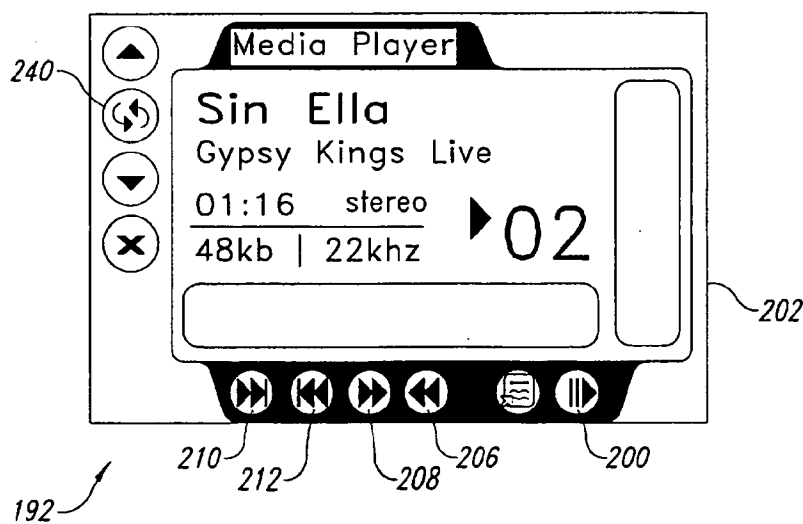 Media Player
240
Sin Ella
Gypsy Kings Live
01:16 stereo
02
48kb | 22khz
202
210 212 208 206 200
192